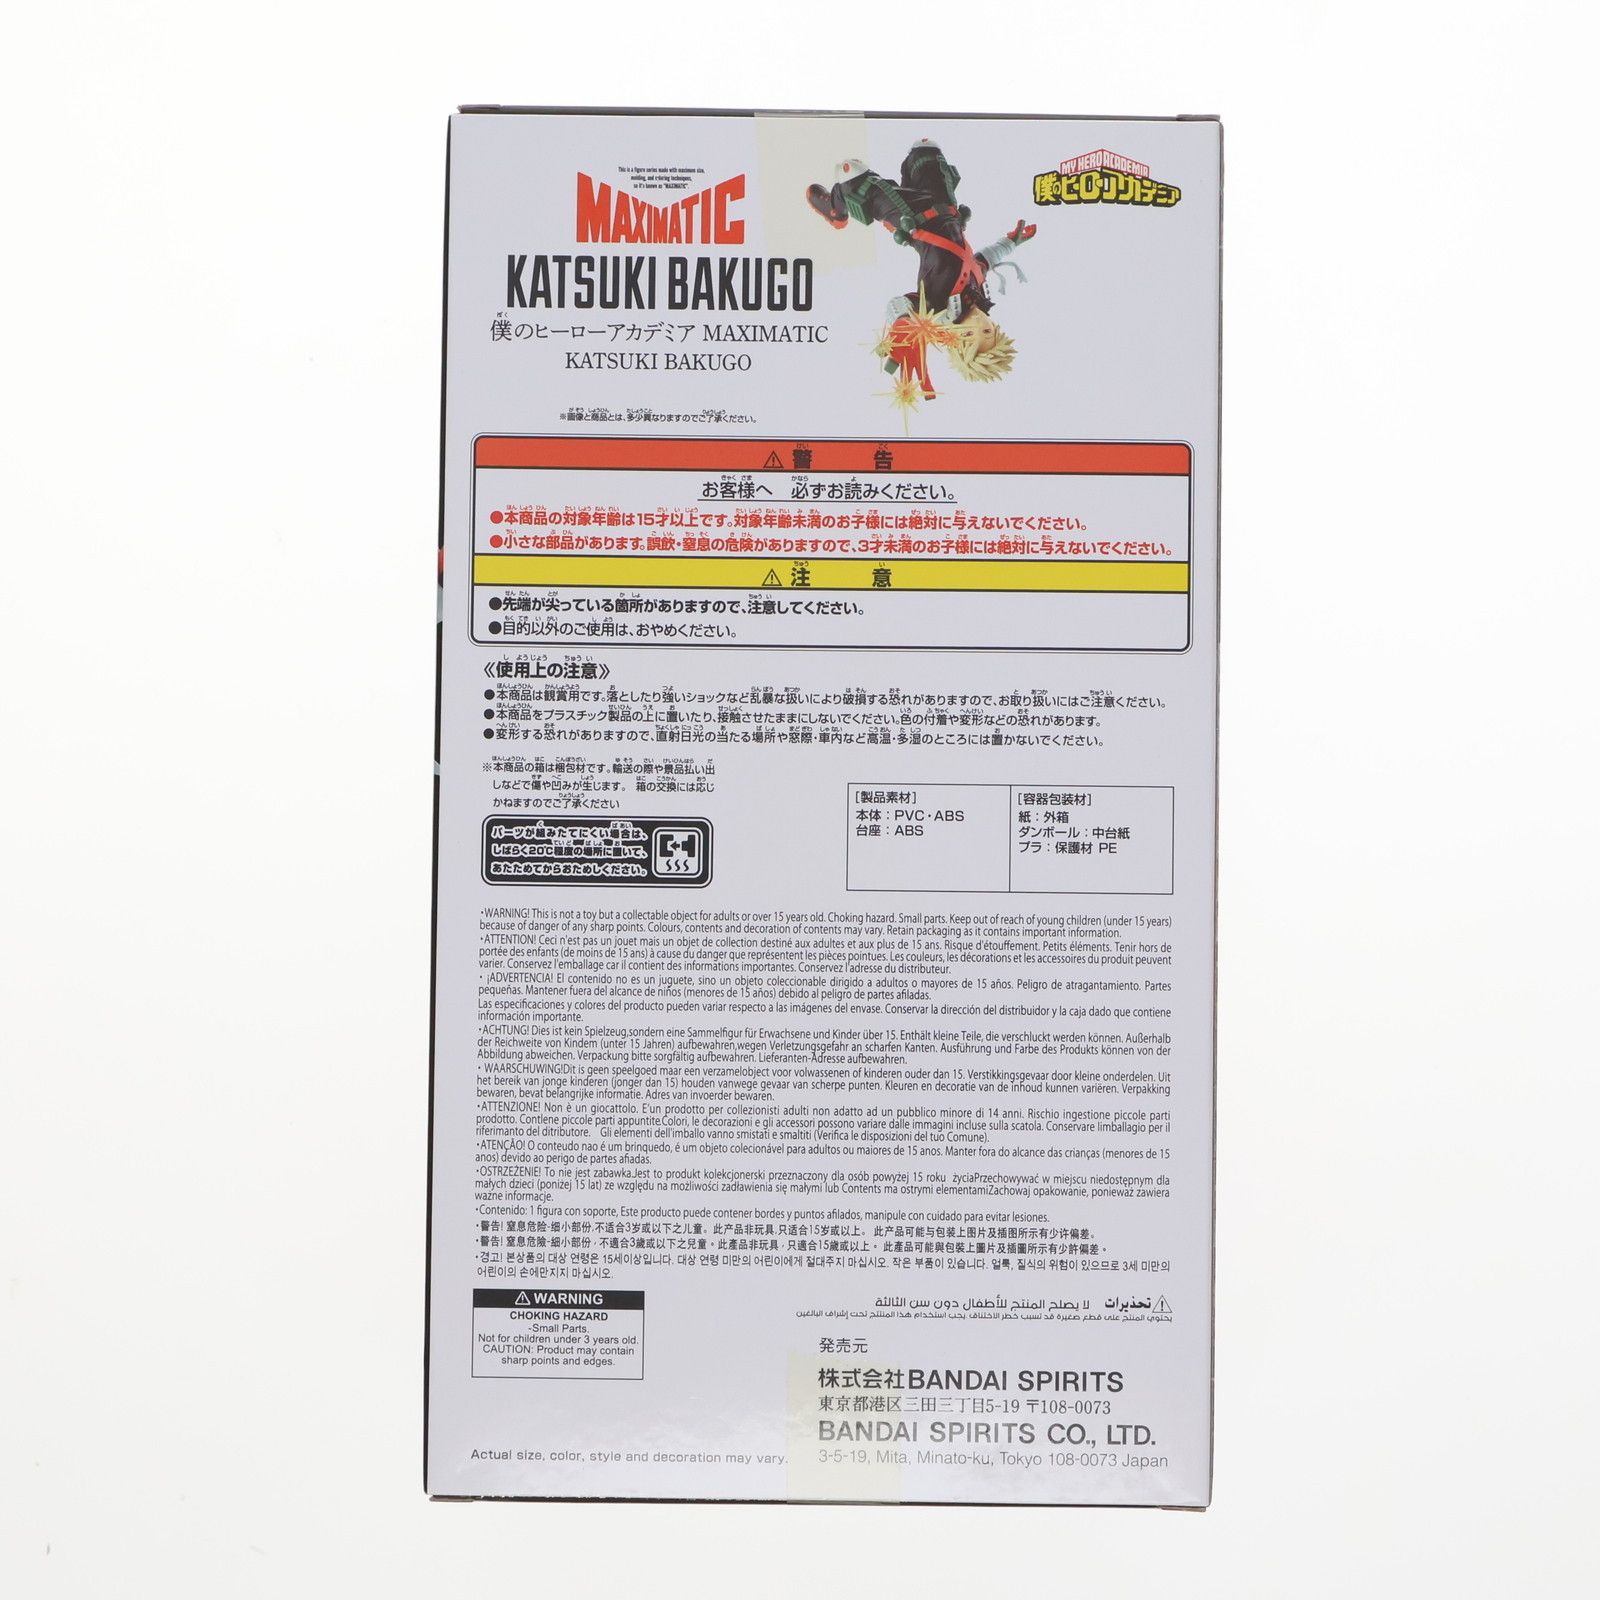 This is a figure series made with maximum size,
molding, and coloring techniques,
so it's known as "MAXIMATIC".
MAXIMATIC
KATSUKI BAKUGO
僕のヒーローアカデミア MAXIMATIC
KATSUKI BAKUGO
MY HERO ACADEMIA
僕のヒーローアカデミア
※画像と商品とは、多少異なりますのでご了承ください。
⚠警告
お客様へ 必ずお読みください。
●本商品の対象年齢は15才以上です。対象年齢未満のお子様には絶対に与えないでください。
●小さな部品があります。誤飲・窒息の危険がありますので、3才未満のお子様には絶対に与えないでください。
⚠注意
●先端が尖っている箇所がありますので、注意してください。
●目的以外のご使用は、おやめください。
《使用上の注意》
●本商品は観賞用です。落としたり強いショックなど乱暴な扱いにより破損する恐れがありますので、お取り扱いにはご注意ください。
●本商品をプラスチック製品の上に置いたり、接触させたままにしないでください。色の付着や変形などの恐れがあります。
●変形する恐れがありますので、直射日光の当たる場所や窓際・車内など高温・多湿のところには置かないでください。
※本商品の箱は梱包材です。輸送の際や景品払い出
しなどで傷や凹みが生じます。 箱の交換には応じ
かねますのでご了承ください
パーツが組みたてにくい場合は、
しばらく20℃程度の場所に置いて、
あたためてからおためしください。
[製品素材]
本体：PVC・ABS
台座：ABS
[容器包装材]
紙：外箱
ダンボール：中台紙
プラ：保護材 PE
・WARNING! This is not a toy but a collectable object for adults or over 15 years old. Choking hazard. Small parts. Keep out of reach of young children (under 15 years)
because of danger of any sharp points. Colours, contents and decoration of contents may vary. Retain packaging as it contains important information.
・ATTENTION! Ceci n'est pas un jouet mais un objet de collection destiné aux adultes et aux plus de 15 ans. Risque d'étouffement. Petits éléments. Tenir hors de
portée des enfants (de moins de 15 ans) à cause du danger que représentent les pièces pointues. Les couleurs, les décorations et les accessoires du produit peuvent
varier. Conservez l'emballage car il contient des informations importantes. Conservez l'adresse du distributeur.
・¡ADVERTENCIA! El contenido no es un juguete, sino un objeto coleccionable dirigido a adultos o mayores de 15 años. Peligro de atragantamiento. Partes
pequeñas. Mantener fuera del alcance de niños (menores de 15 años) debido al peligro de partes afiladas.
Las especificaciones y colores del producto pueden variar respecto a las imágenes del envase. Conservar la dirección del distribuidor y la caja dado que contiene
información importante.
・ACHTUNG! Dies ist kein Spielzeug,sondern eine Sammelfigur für Erwachsene und Kinder über 15. Enthält kleine Teile, die verschluckt werden können. Außerhalb
der Reichweite von Kindern (unter 15 Jahren) aufbewahren,wegen Verletzungsgefahr an scharfen Kanten. Ausführung und Farbe des Produkts können von der
Abbildung abweichen. Verpackung bitte sorgfältig aufbewahren. Lieferanten-Adresse aufbewahren.
・WAARSCHUWING!Dit is geen speelgoed maar een verzamelobject voor volwassenen of kinderen ouder dan 15. Verstikkingsgevaar door kleine onderdelen. Uit
het bereik van jonge kinderen (jonger dan 15) houden vanwege gevaar van scherpe punten. Kleuren en decoratie van de inhoud kunnen variëren. Verpakking
bewaren, bevat belangrijke informatie. Adres van invoerder bewaren.
・ATTENZIONE! Non è un giocattolo. E'un prodotto per collezionisti adulti non adatto ad un pubblico minore di 14 anni. Rischio ingestione piccole parti
prodotto. Contiene piccole parti appuntite.Colori, le decorazioni e gli accessori possono variare dalle immagini incluse sulla scatola. Conservare limballagio per il
riferimento del ditributore. Gli elementi dell'imballo vanno smistati e smaltiti (Verifica le disposizioni del tuo Comune).
・ATENÇÃO! O conteudo nao é um brinquedo, é um objeto colecionável para adultos ou maiores de 15 anos. Manter fora do alcance das crianças (menores de 15
anos) devido ao perigo de partes afiadas.
・OSTRZEŻENIE! To nie jest zabawka.Jest to produkt kolekcjonerski przeznaczony dla osób powyżej 15 roku życiaPrzechowywać w miejscu niedostępnym dla
małych dzieci (poniżej 15 lat) ze względu na możliwości zadławienia się małymi lub Contents ma ostrymi elementamiZachowaj opakowanie, ponieważ zawiera
ważne informacje.
・Contenido: 1 figura con soporte, Este producto puede contener bordes y puntos afilados, manipule con cuidado para evitar lesiones.
・警告! 窒息危险-细小部份.不适合3岁或以下之儿童。此产品非玩具,只适合15岁或以上。 此产品可能与包装上图片及插图所示有少许偏差。
・警告! 窒息危險-細小部份，不適合3歲或以下之兒童。此產品非玩具，只適合15歲或以上。此產品可能與包裝上圖片及插圖所示有少許偏差。
・경고! 본상품의 대상 연령은 15세이상입니다. 대상 연령 미만의 어린이에게 절대주지 마십시오. 작은 부품이 있습니다. 얼룩, 질식의 위험이 있으므로 3세 미만의
어린이의 손에만지지 마십시오.
⚠ WARNING
CHOKING HAZARD
-Small Parts.
Not for children under 3 years old.
CAUTION: Product may contain
sharp points and edges.
⚠تحذيرات لا يصلح المنتج للأطفال دون سن الثالثة
يحتوي المنتج على قطع صغيرة قد تسبب خطر الاختناق. يجب استخدام هذا المنتج تحت إشراف البالغين
発売元
株式会社BANDAI SPIRITS
東京都港区三田三丁目5-19 〒108-0073
BANDAI SPIRITS CO., LTD.
3-5-19, Mita, Minato-ku, Tokyo 108-0073 Japan
Actual size, color, style and decoration may vary.